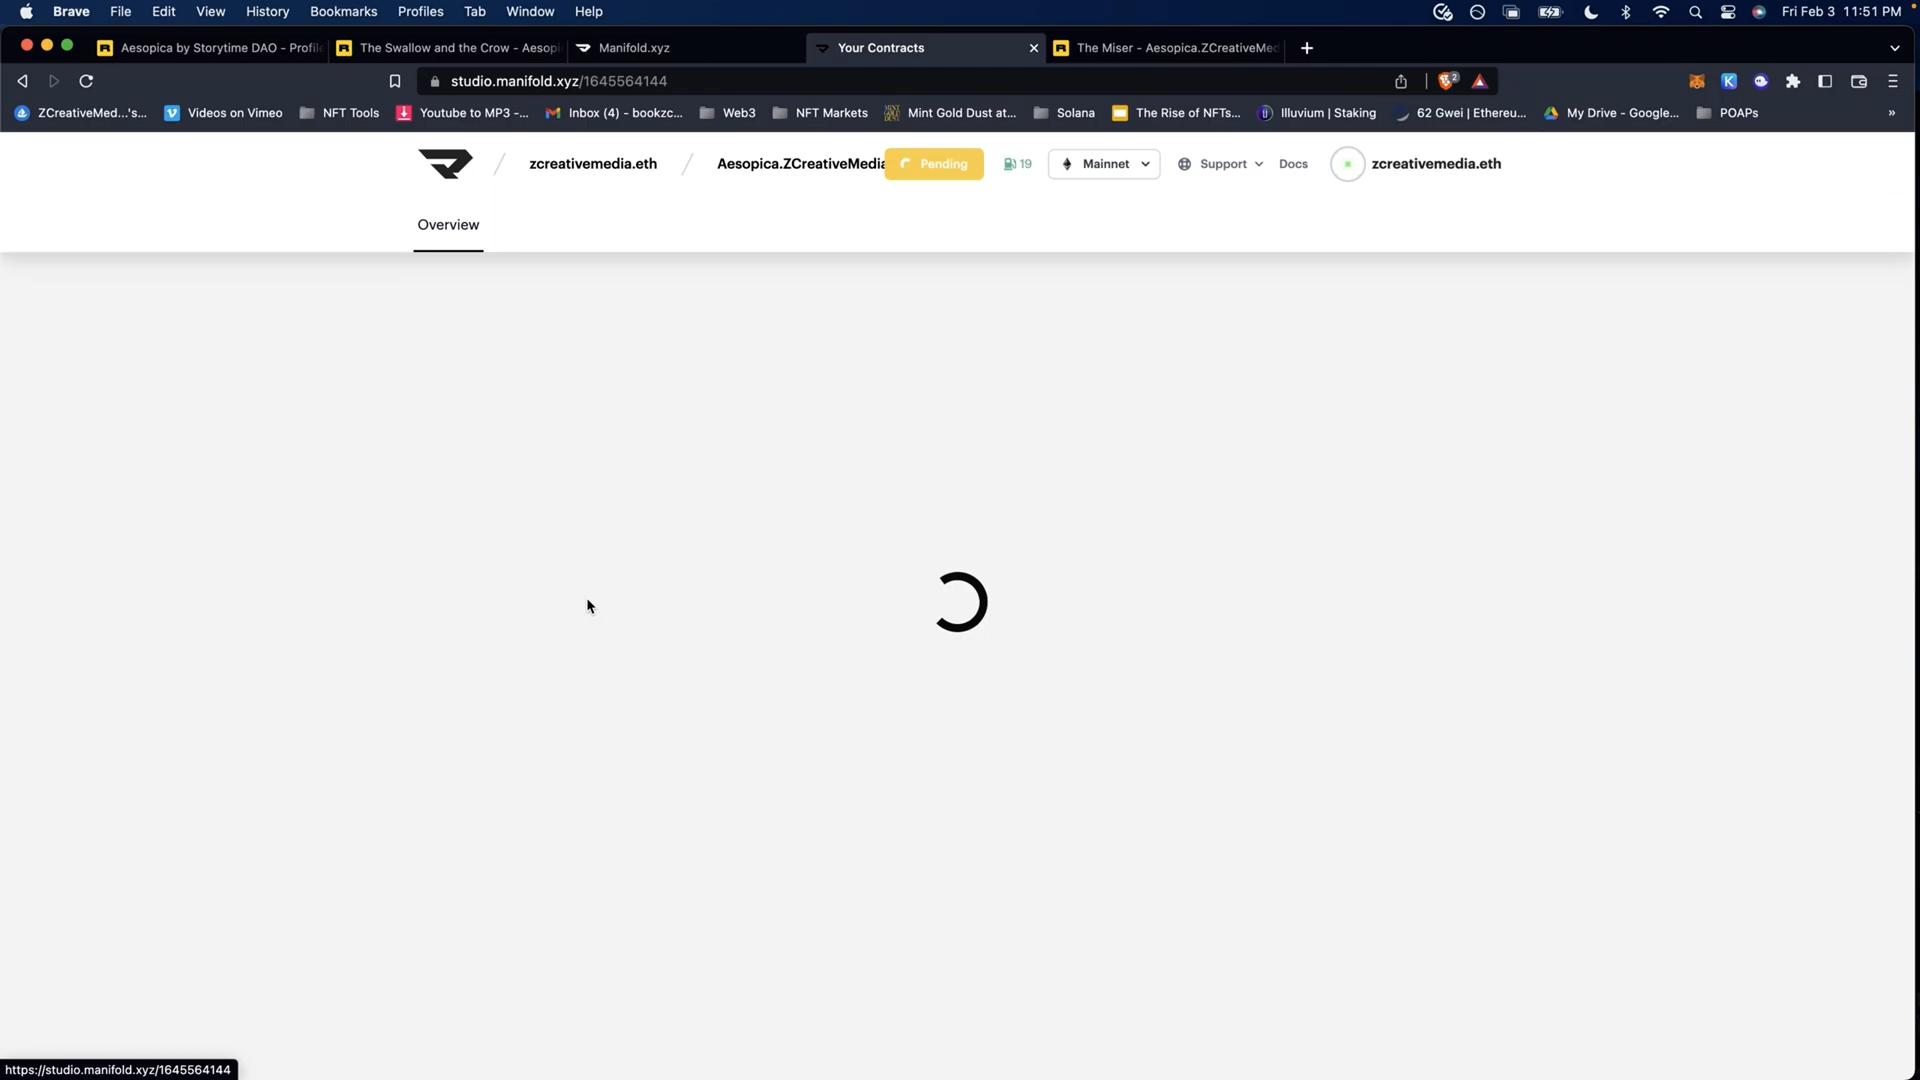 Brave File Edit View History Bookmarks Profiles Tab Window Help Fri Feb 3 11:51 PM
Aesopica by Storytime DAO - Profil The Swallow and the Crow - Aesopi Manifold.xyz Your Contracts The Miser - Aesopica.ZCreativeMed
studio.manifold.xyz/1645564144 2
ZCreativeMed...'s... Videos on Vimeo NFT Tools Youtube to MP3 -... Inbox (4) - bookzc... Web3 NFT Markets Mint Gold Dust at... Solana The Rise of NFTs... Illuvium | Staking 62 Gwei | Ethereu... My Drive - Google... POAPs »
zcreativemedia.eth Aesopica.ZCreativeMedia Pending 19 Mainnet Support Docs zcreativemedia.eth
Overview
https://studio.manifold.xyz/1645564144